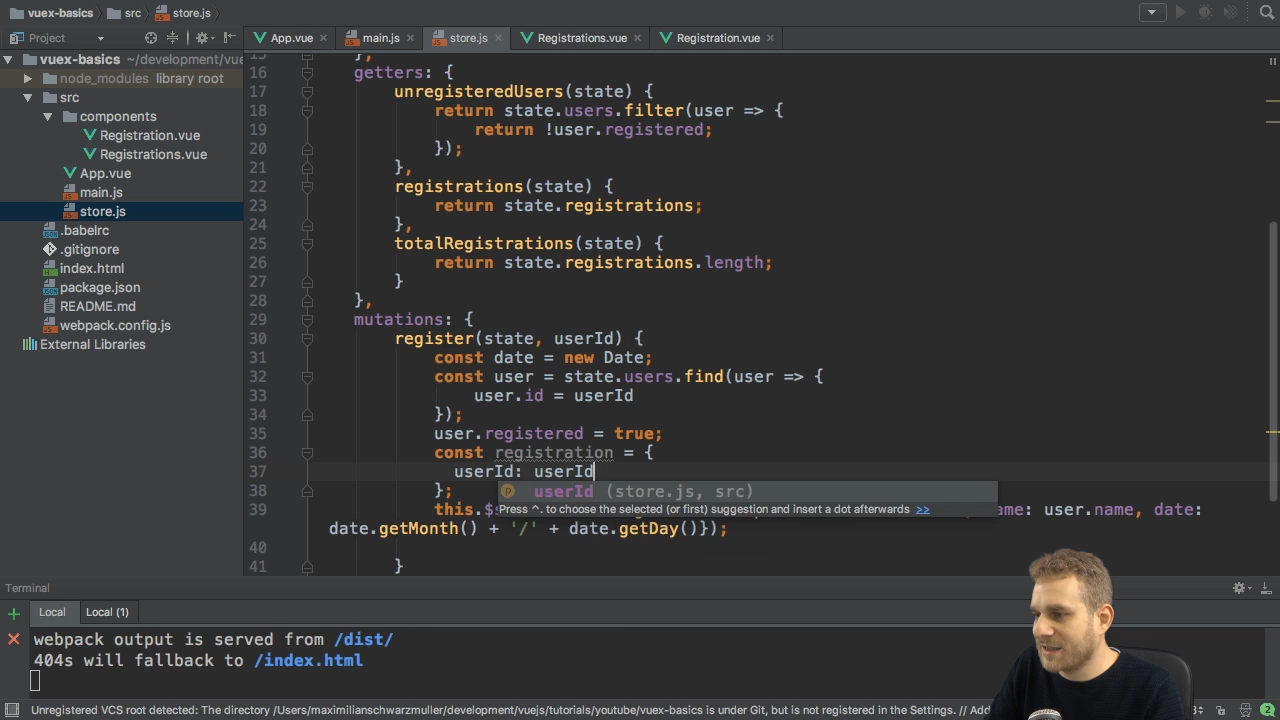 vuex-basics src store.js
Project App.vue main.js store.js Registrations.vue Registration.vue
vuex-basics ~/development/vue
node_modules library root
src
components
Registration.vue
Registrations.vue
App.vue
main.js
store.js
.babelrc
.gitignore
index.html
package.json
README.md
webpack.config.js
External Libraries
15 },
16 getters: {
17 unregisteredUsers(state) {
18 return state.users.filter(user => {
19 return !user.registered;
20 });
21 },
22 registrations(state) {
23 return state.registrations;
24 },
25 totalRegistrations(state) {
26 return state.registrations.length;
27 }
28 },
29 mutations: {
30 register(state, userId) {
31 const date = new Date;
32 const user = state.users.find(user => {
33 user.id = userId
34 });
35 user.registered = true;
36 const registration = {
37 userId: userId
38 };
userId (store.js, src)
Press ^. to choose the selected (or first) suggestion and insert a dot afterwards >>
39 this.$ : user.name, date:
date.getMonth() + '/' + date.getDay()});
40
41 }
Terminal
Local Local (1)
webpack output is served from /dist/
404s will fallback to /index.html
Unregistered VCS root detected: The directory /Users/maximilianschwarzmuller/development/vuejs/tutorials/youtube/vuex-basics is under Git, but is not registered in the Settings. // Add
2